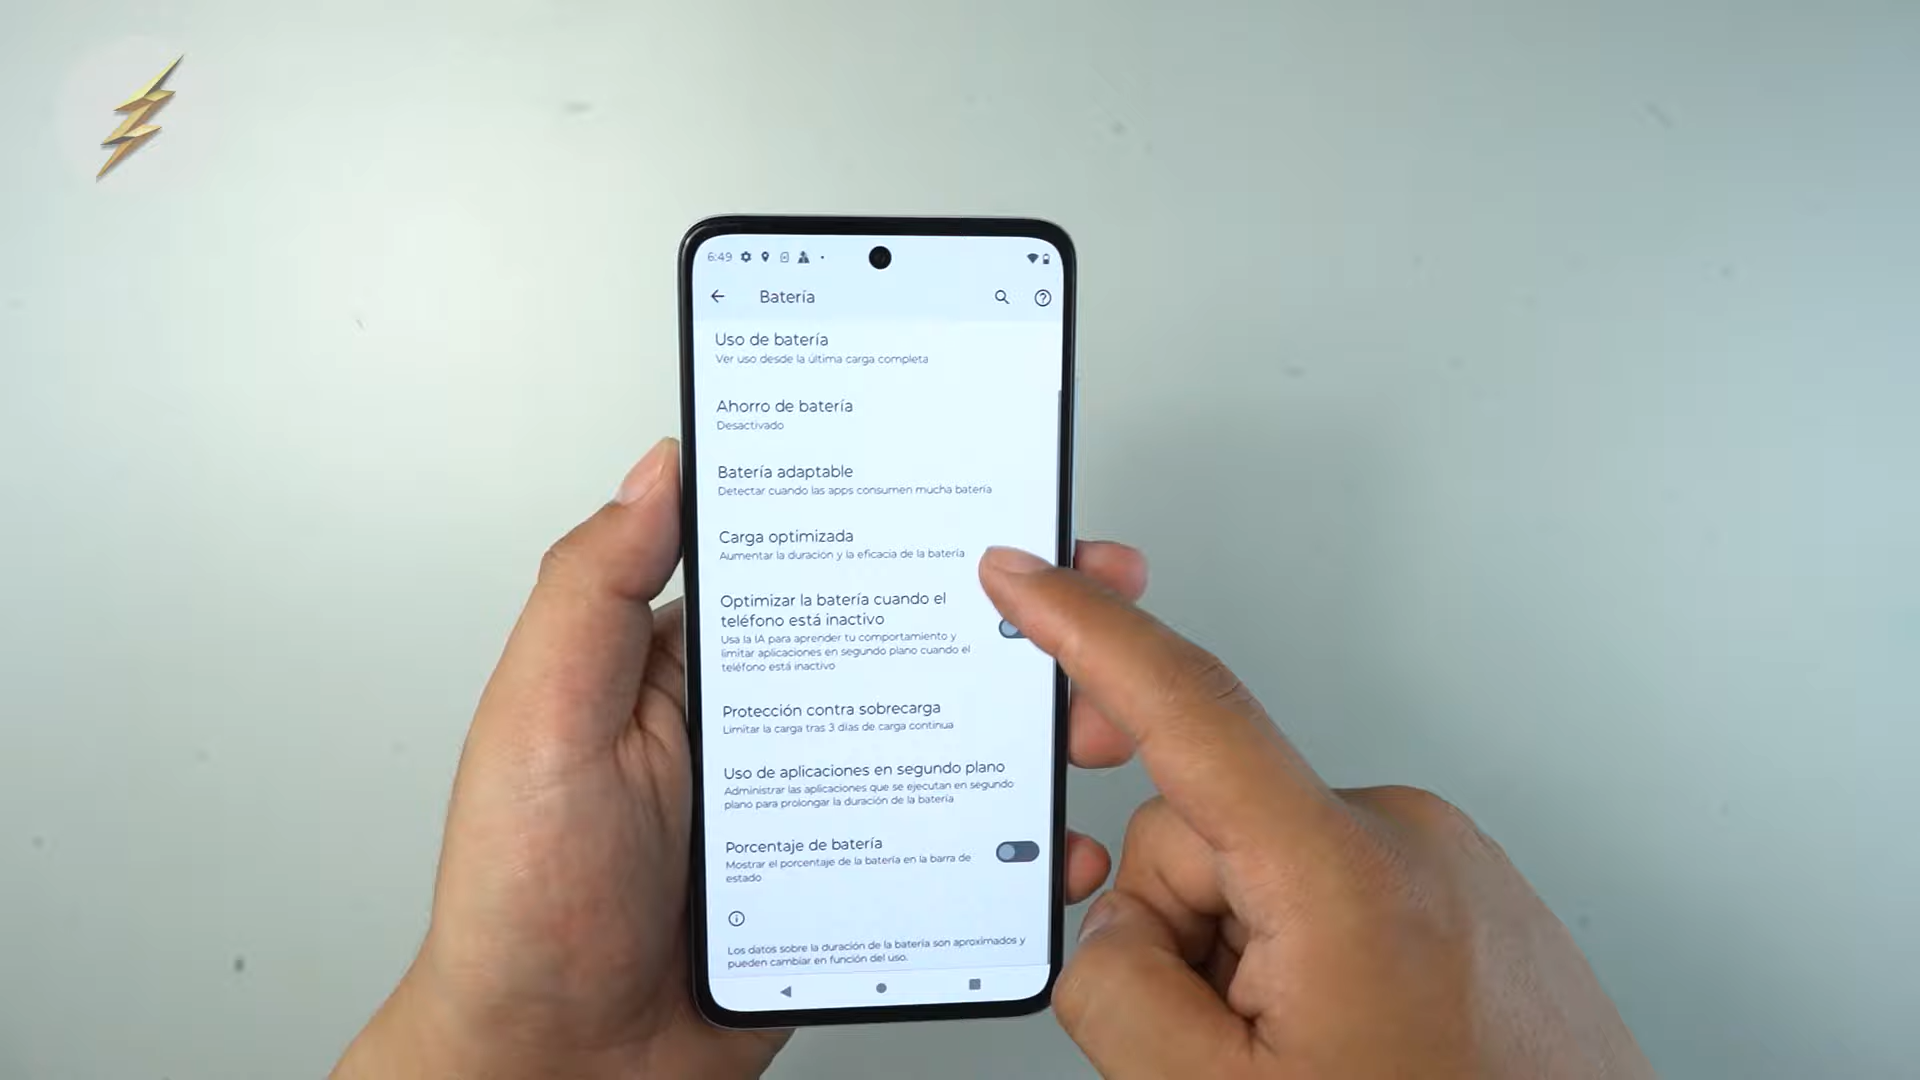 6:49
Batería
Uso de batería
Ver uso desde la última carga completa
Ahorro de batería
Desactivado
Batería adaptable
Detectar cuando las apps consumen mucha batería
Carga optimizada
Aumentar la duración y la eficacia de la batería
Optimizar la batería cuando el
teléfono está inactivo
Usa la IA para aprender tu comportamiento y
limitar aplicaciones en segundo plano cuando el
teléfono está inactivo
Protección contra sobrecarga
Limitar la carga tras 3 días de carga continua
Uso de aplicaciones en segundo plano
Administrar las aplicaciones que se ejecutan en segundo
plano para prolongar la duración de la batería
Porcentaje de batería
Mostrar el porcentaje de la batería en la barra de
estado
Los datos sobre la duración de la batería son aproximados y
pueden cambiar en función del uso.